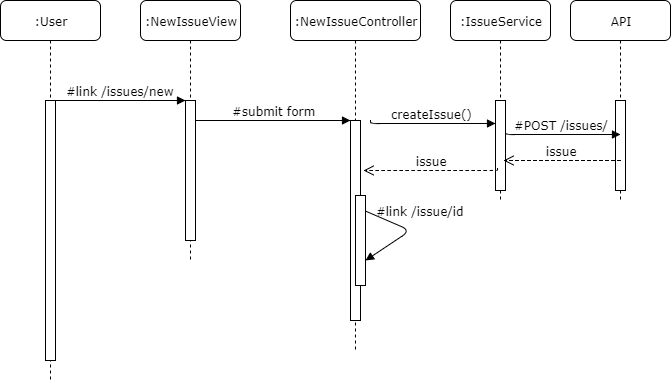 :User
:NewIssueView
:NewIssueController
:IssueService
API
#link /issues/new
#submit form
createIssue()
#POST /issues/
issue
issue
#link /issue/id